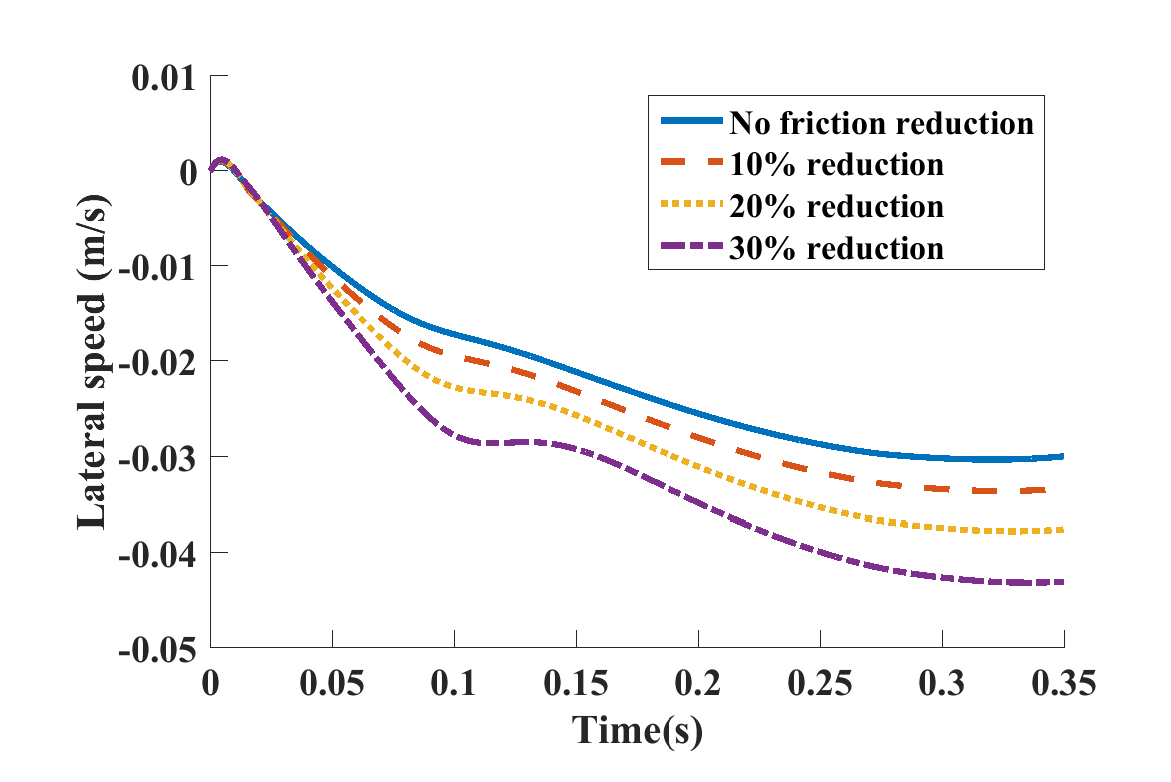 0.01
0
-0.01
-0.02
-0.03
-0.04
-0.05
Lateral speed (m/s)
No friction reduction
10% reduction
20% reduction
30% reduction
0 0.05 0.1 0.15 0.2 0.25 0.3 0.35
Time(s)